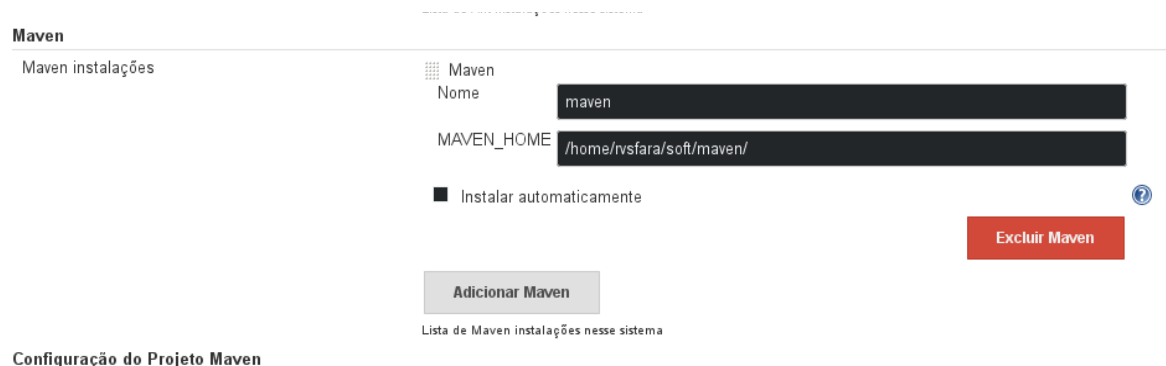 Maven
Maven instalações
Maven
Nome
maven
MAVEN_HOME
/home/rvsfara/soft/maven/
Instalar automaticamente
Excluir Maven
Adicionar Maven
Lista de Maven instalações nesse sistema
Configuração do Projeto Maven